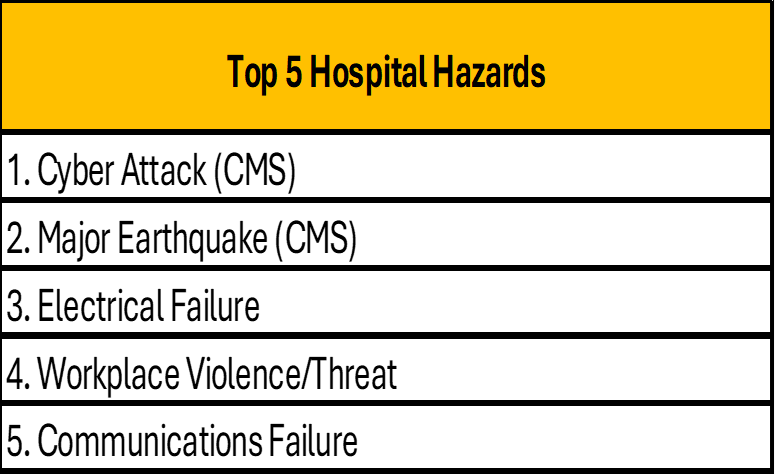 Top 5 Hospital Hazards
1. Cyber Attack (CMS)
2. Major Earthquake (CMS)
3. Electrical Failure
4. Workplace Violence/Threat
5. Communications Failure